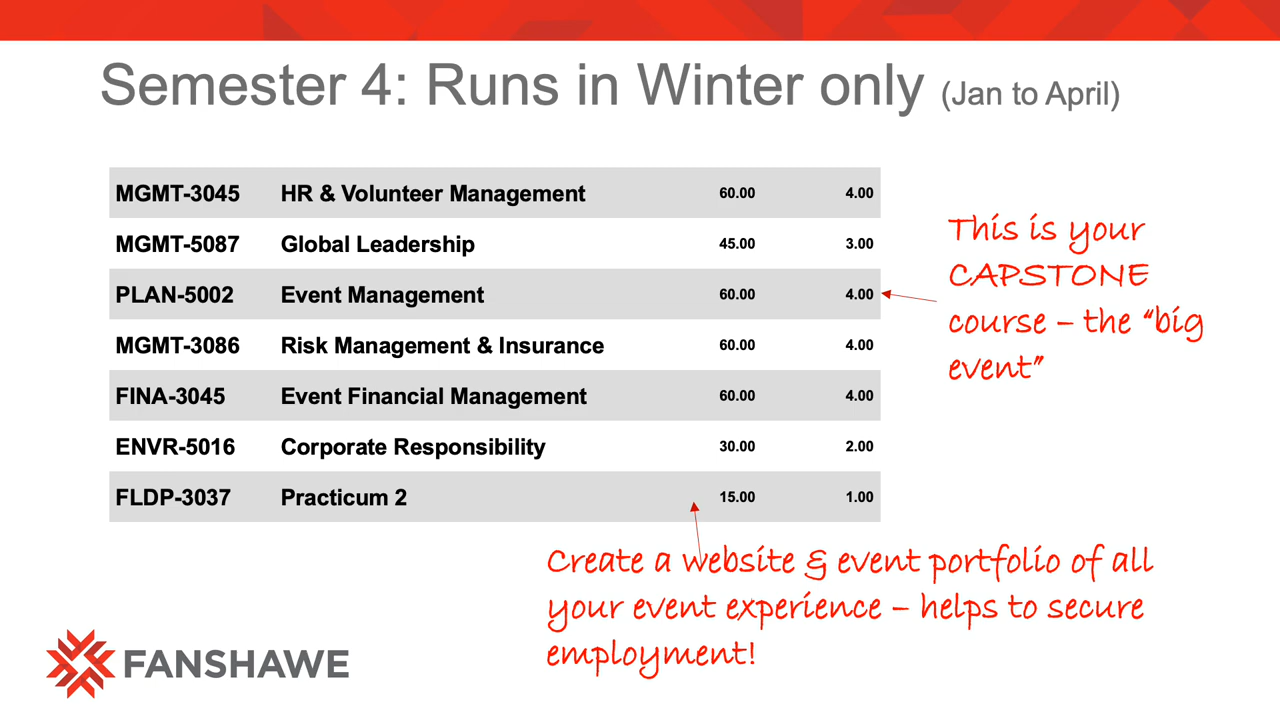 Semester 4: Runs in Winter only (Jan to April)
MGMT-3045 HR & Volunteer Management 60.00 4.00
MGMT-5087 Global Leadership 45.00 3.00
PLAN-5002 Event Management 60.00 4.00
MGMT-3086 Risk Management & Insurance 60.00 4.00
FINA-3045 Event Financial Management 60.00 4.00
ENVR-5016 Corporate Responsibility 30.00 2.00
FLDP-3037 Practicum 2 15.00 1.00
This is your
CAPSTONE
course – the “big
event”
Create a website & event portfolio of all
your event experience – helps to secure
employment!
FANSHAWE